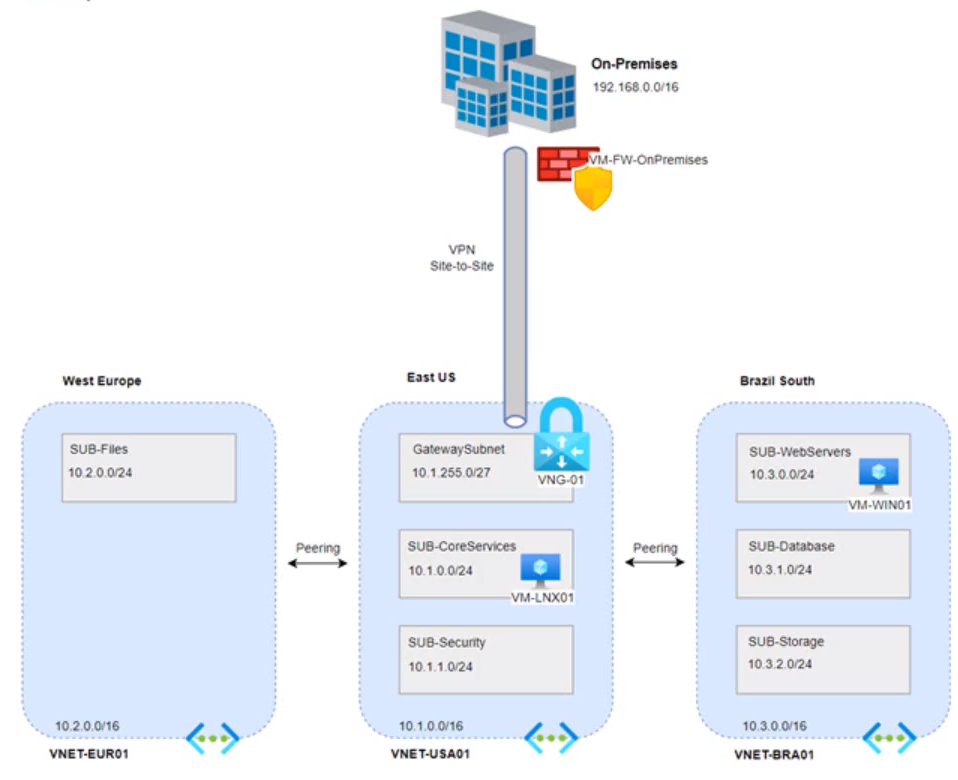 On-Premises
192.168.0.0/16
VM-FW-OnPremises
VPN
Site-to-Site
West Europe
East US
Brazil South
SUB-Files
10.2.0.0/24
GatewaySubnet
10.1.255.0/27
VNG-01
SUB-WebServers
10.3.0.0/24
VM-WIN01
Peering
SUB-CoreServices
10.1.0.0/24
VM-LNX01
Peering
SUB-Database
10.3.1.0/24
SUB-Security
10.1.1.0/24
SUB-Storage
10.3.2.0/24
10.2.0.0/16
VNET-EUR01
10.1.0.0/16
VNET-USA01
10.3.0.0/16
VNET-BRA01